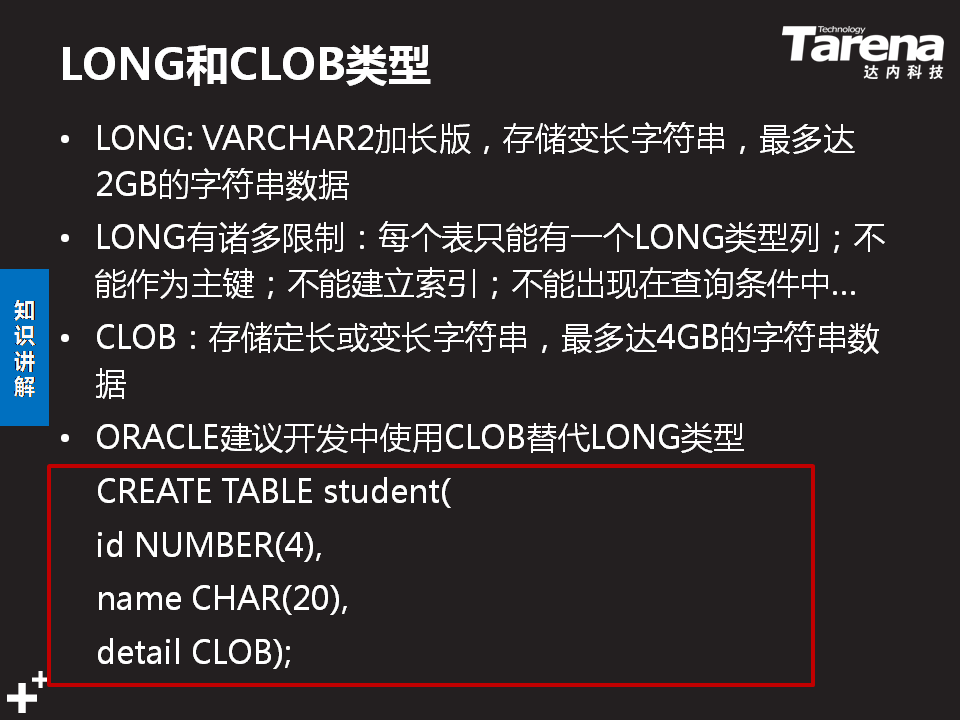 LONG和CLOB类型
Technology
Tarena
达内科技
• LONG: VARCHAR2加长版，存储变长字符串，最多达
2GB的字符串数据
• LONG有诸多限制：每个表只能有一个LONG类型列；不
能作为主键；不能建立索引；不能出现在查询条件中...
• CLOB：存储定长或变长字符串，最多达4GB的字符串数
据
• ORACLE建议开发中使用CLOB替代LONG类型
CREATE TABLE student(
id NUMBER(4),
name CHAR(20),
detail CLOB);
知
识
讲
解